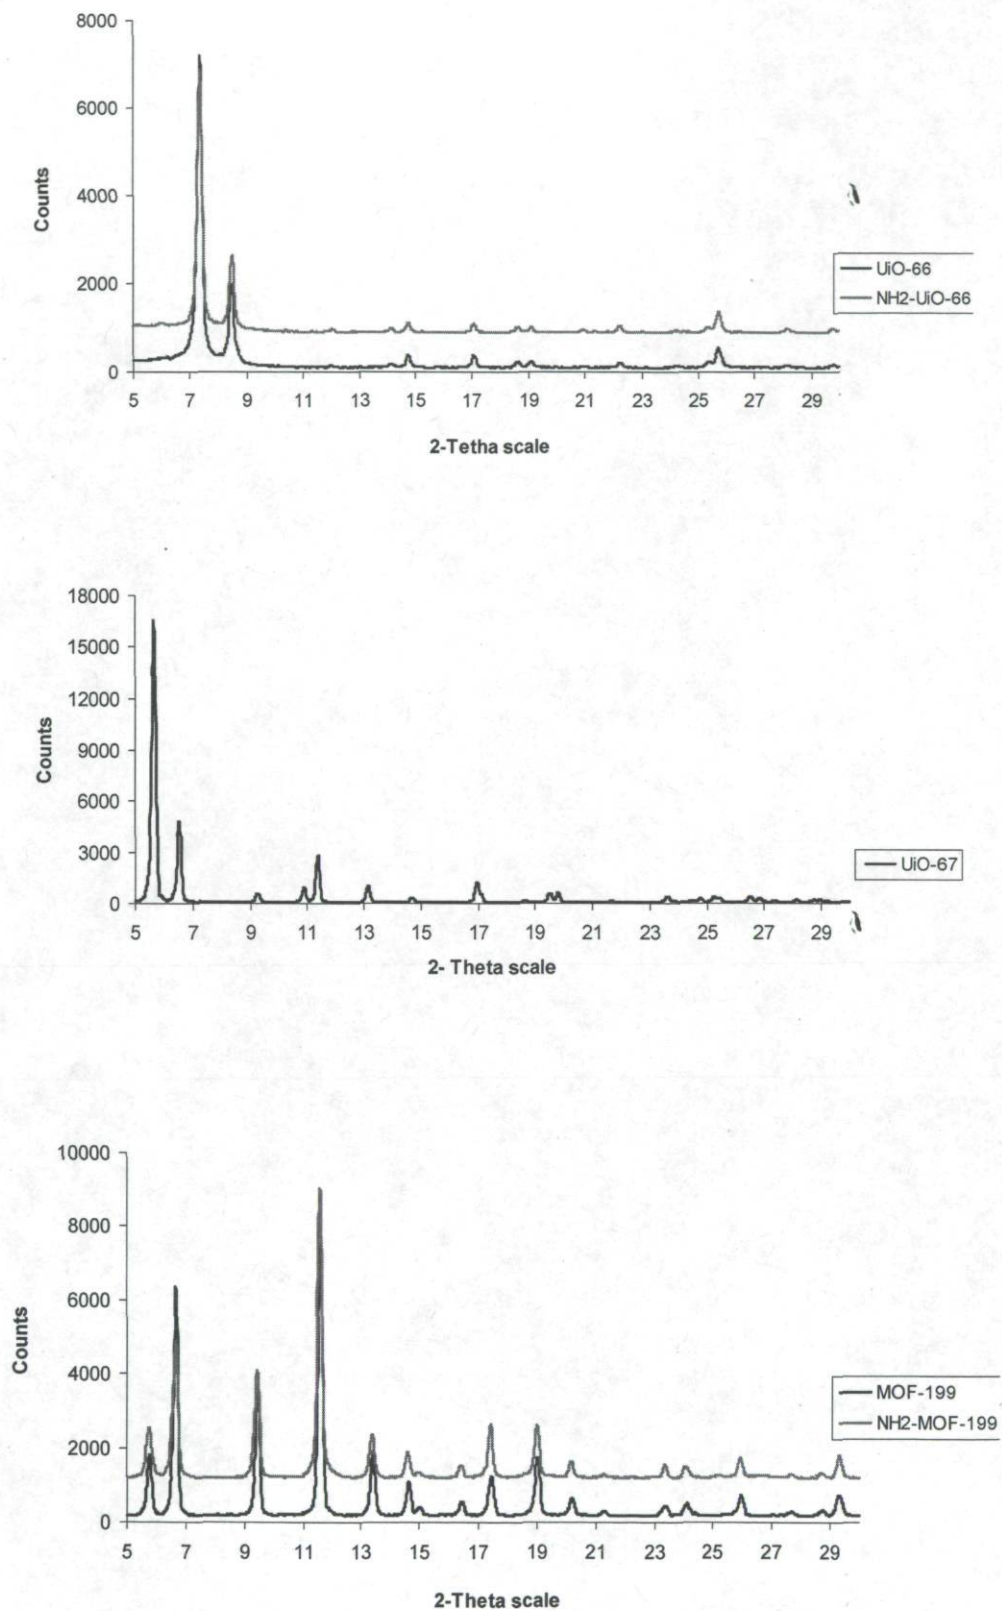 8000
6000
4000
2000
0
Counts
5 7 9 11 13 15 17 19 21 23 25 27 29
2-Tetha scale
UiO-66
NH2-UiO-66
18000
15000
12000
9000
6000
3000
0
Counts
5 7 9 11 13 15 17 19 21 23 25 27 29
2- Theta scale
UiO-67
10000
8000
6000
4000
2000
0
Counts
5 7 9 11 13 15 17 19 21 23 25 27 29
2-Theta scale
MOF-199
NH2-MOF-199